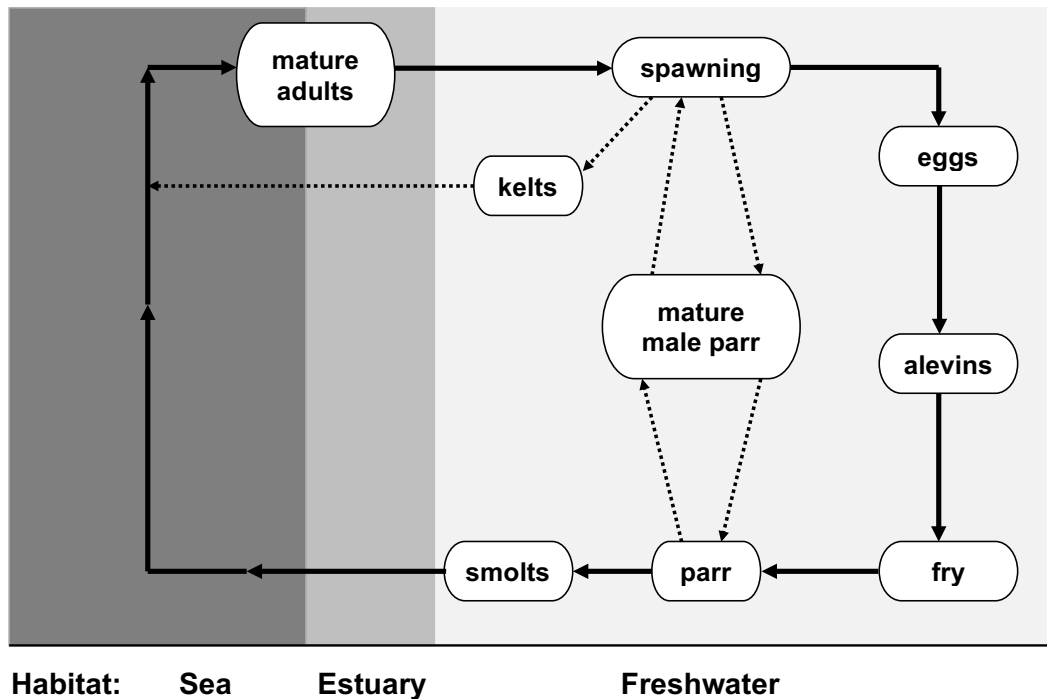 mature
adults
spawning
eggs
kelts
mature
male parr
alevins
smolts
parr
fry
Habitat: Sea Estuary Freshwater